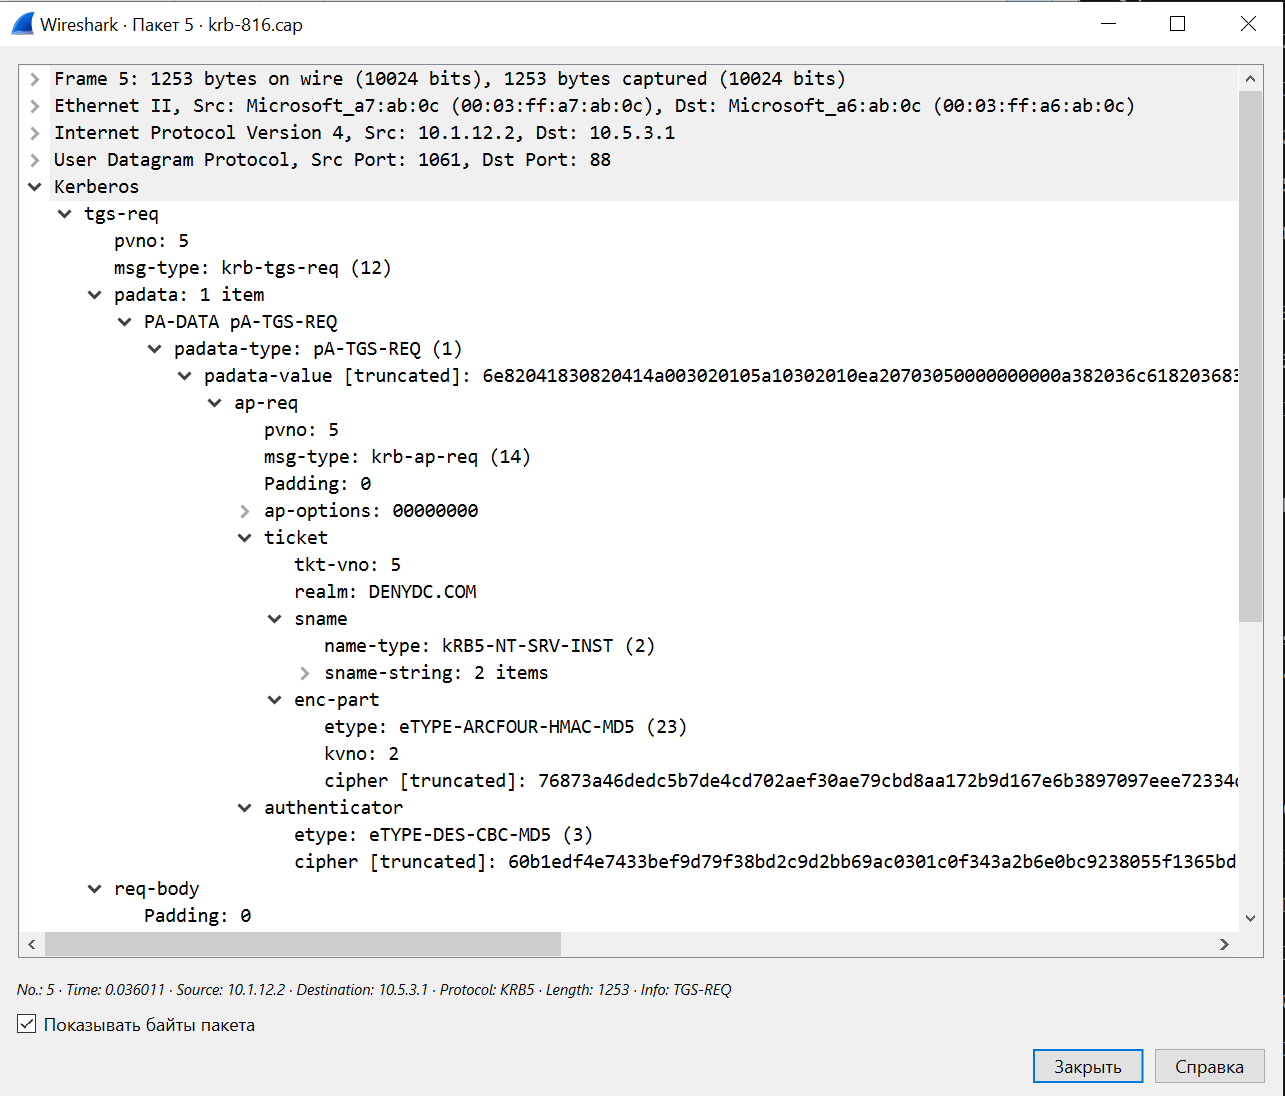 Wireshark · Пакет 5 · krb-816.cap
Frame 5: 1253 bytes on wire (10024 bits), 1253 bytes captured (10024 bits)
Ethernet II, Src: Microsoft_a7:ab:0c (00:03:ff:a7:ab:0c), Dst: Microsoft_a6:ab:0c (00:03:ff:a6:ab:0c)
Internet Protocol Version 4, Src: 10.1.12.2, Dst: 10.5.3.1
User Datagram Protocol, Src Port: 1061, Dst Port: 88
Kerberos
tgs-req
pvno: 5
msg-type: krb-tgs-req (12)
padata: 1 item
PA-DATA pA-TGS-REQ
padata-type: pA-TGS-REQ (1)
padata-value [truncated]: 6e82041830820414a003020105a10302010ea20703050000000000a382036c618203683
ap-req
pvno: 5
msg-type: krb-ap-req (14)
Padding: 0
ap-options: 00000000
ticket
tkt-vno: 5
realm: DENYDC.COM
sname
name-type: kRB5-NT-SRV-INST (2)
sname-string: 2 items
enc-part
etype: eTYPE-ARCFOUR-HMAC-MD5 (23)
kvno: 2
cipher [truncated]: 76873a46dedc5b7de4cd702aef30ae79cbd8aa172b9d167e6b3897097eee72334
authenticator
etype: eTYPE-DES-CBC-MD5 (3)
cipher [truncated]: 60b1edf4e7433bef9d79f38bd2c9d2bb69ac0301c0f343a2b6e0bc9238055f1365bd
req-body
Padding: 0
No.: 5 · Time: 0.036011 · Source: 10.1.12.2 · Destination: 10.5.3.1 · Protocol: KRB5 · Length: 1253 · Info: TGS-REQ
Показывать байты пакета
Закрыть
Справка